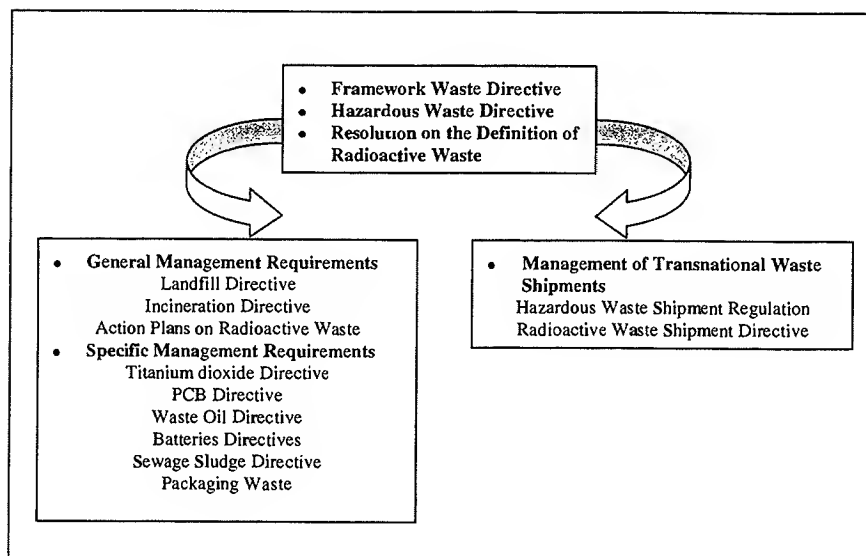 • Framework Waste Directive
• Hazardous Waste Directive
• Resolution on the Definition of
Radioactive Waste
• General Management Requirements
Landfill Directive
Incineration Directive
Action Plans on Radioactive Waste
• Specific Management Requirements
Titanium dioxide Directive
PCB Directive
Waste Oil Directive
Batteries Directives
Sewage Sludge Directive
Packaging Waste
• Management of Transnational Waste
Shipments
Hazardous Waste Shipment Regulation
Radioactive Waste Shipment Directive